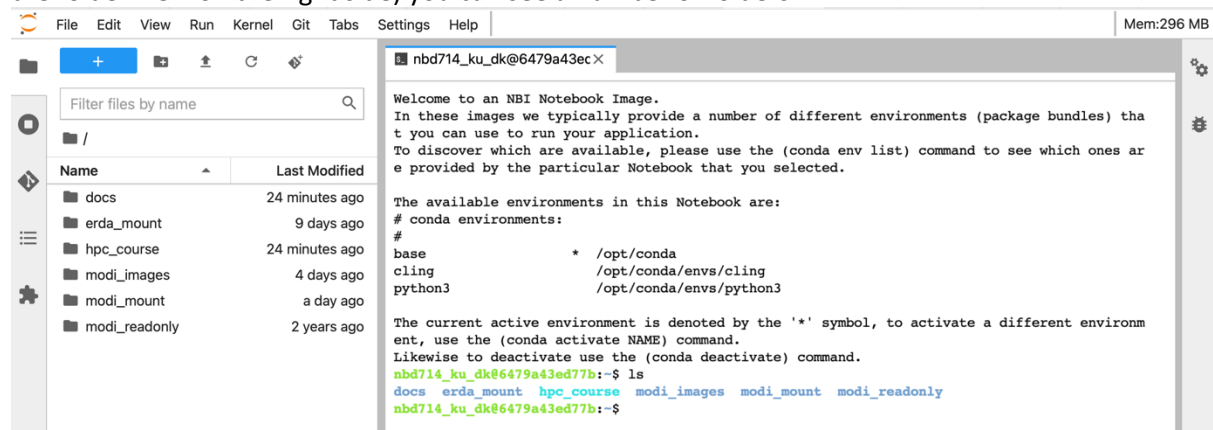 File Edit View Run Kernel Git Tabs Settings Help Mem:296 MB
nbd714_ku_dk@6479a43ec
Filter files by name
/
Name Last Modified
docs 24 minutes ago
erda_mount 9 days ago
hpc_course 24 minutes ago
modi_images 4 days ago
modi_mount a day ago
modi_readonly 2 years ago
Welcome to an NBI Notebook Image.
In these images we typically provide a number of different environments (package bundles) tha
t you can use to run your application.
To discover which are available, please use the (conda env list) command to see which ones ar
e provided by the particular Notebook that you selected.
The available environments in this Notebook are:
# conda environments:
#
base * /opt/conda
cling /opt/conda/envs/cling
python3 /opt/conda/envs/python3
The current active environment is denoted by the '*' symbol, to activate a different environm
ent, use the (conda activate NAME) command.
Likewise to deactivate use the (conda deactivate) command.
nbd714_ku_dk@6479a43ed77b:~$ ls
docs erda_mount hpc_course modi_images modi_mount modi_readonly
nbd714_ku_dk@6479a43ed77b:~$